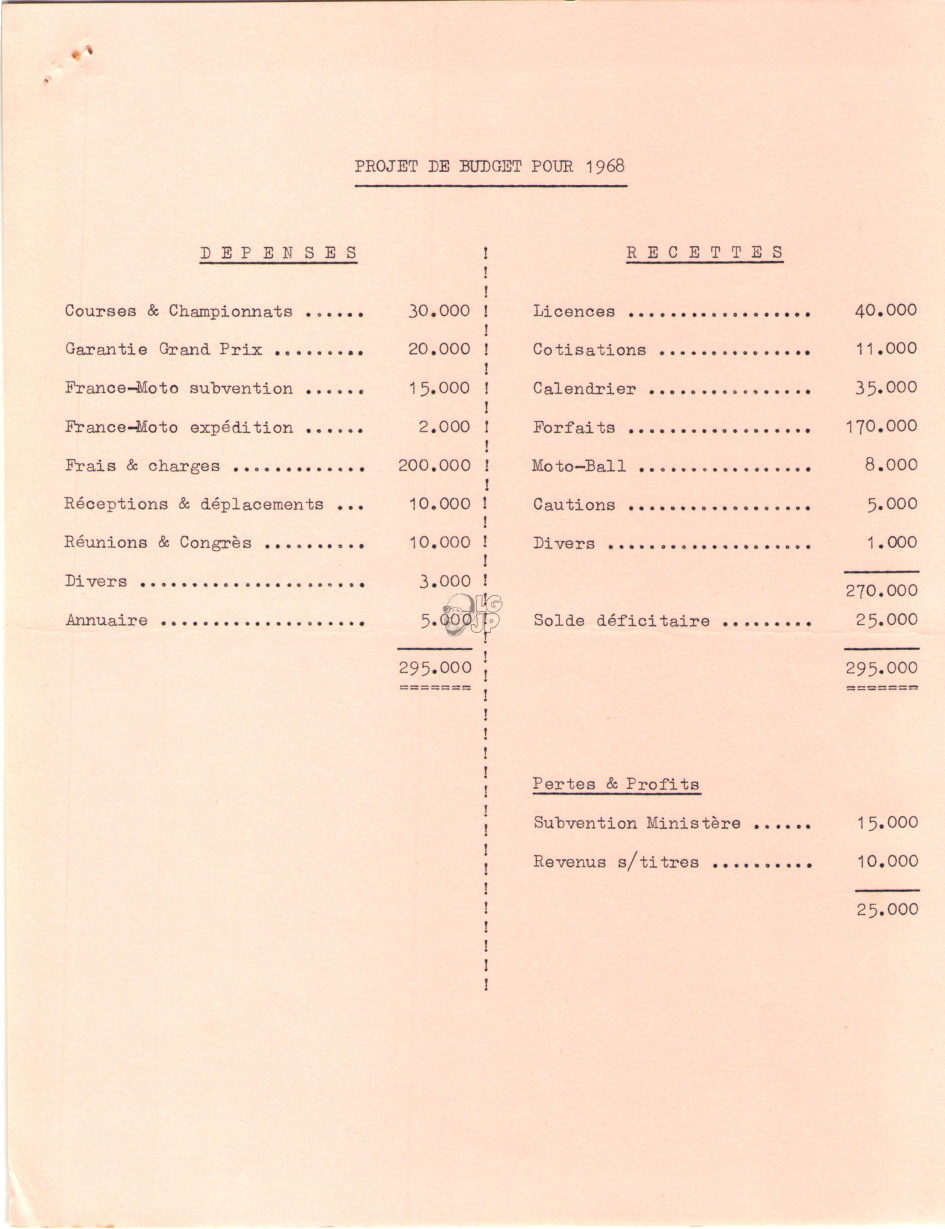 PROJET DE BUDGET POUR 1968
DEPENSES
Courses & Championnats ...... 30.000
Garantie Grand Prix ......... 20.000
France-Moto subvention ...... 15.000
France-Moto expédition ...... 2.000
Frais & charges ............. 200.000
Réceptions & déplacements ... 10.000
Réunions & Congrès .......... 10.000
Divers ...................... 3.000
Annuaire .................... 5.000
295.000
=======
RECETTES
Licences .................. 40.000
Cotisations ............... 11.000
Calendrier ................ 35.000
Forfaits .................. 170.000
Moto-Ball ................. 8.000
Cautions .................. 5.000
Divers .................... 1.000
270.000
Solde déficitaire ......... 25.000
295.000
=======
Pertes & Profits
Subvention Ministère ...... 15.000
Revenus s/titres .......... 10.000
25.000
LG
JP